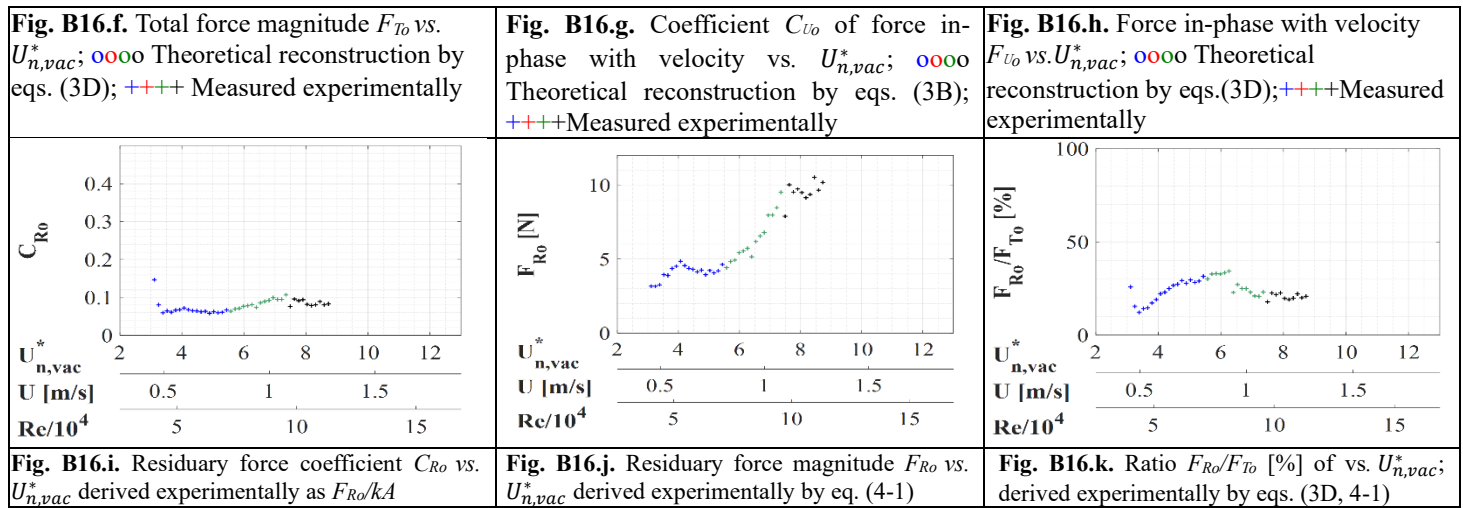 Fig. B16.f. Total force magnitude F_To vs.
U*_n,vac; oooo Theoretical reconstruction by
eqs. (3D); ++++ Measured experimentally
Fig. B16.g. Coefficient C_Uo of force in-
phase with velocity vs. U*_n,vac; oooo
Theoretical reconstruction by eqs. (3B);
++++Measured experimentally
Fig. B16.h. Force in-phase with velocity
F_Uo vs.U*_n,vac; oooo Theoretical
reconstruction by eqs.(3D);++++Measured
experimentally
C_Ro
0.4
0.3
0.2
0.1
0
U*_n,vac 2 4 6 8 10 12
U [m/s] 0.5 1 1.5
Re/10^4 5 10 15
F_Ro [N]
10
5
0
U*_n,vac 2 4 6 8 10 12
U [m/s] 0.5 1 1.5
Re/10^4 5 10 15
F_Ro/F_To [%]
100
50
0
U*_n,vac 2 4 6 8 10 12
U [m/s] 0.5 1 1.5
Re/10^4 5 10 15
Fig. B16.i. Residuary force coefficient C_Ro vs.
U*_n,vac derived experimentally as F_Ro/kA
Fig. B16.j. Residuary force magnitude F_Ro vs.
U*_n,vac derived experimentally by eq. (4-1)
Fig. B16.k. Ratio F_Ro/F_To [%] of vs. U*_n,vac;
derived experimentally by eqs. (3D, 4-1)